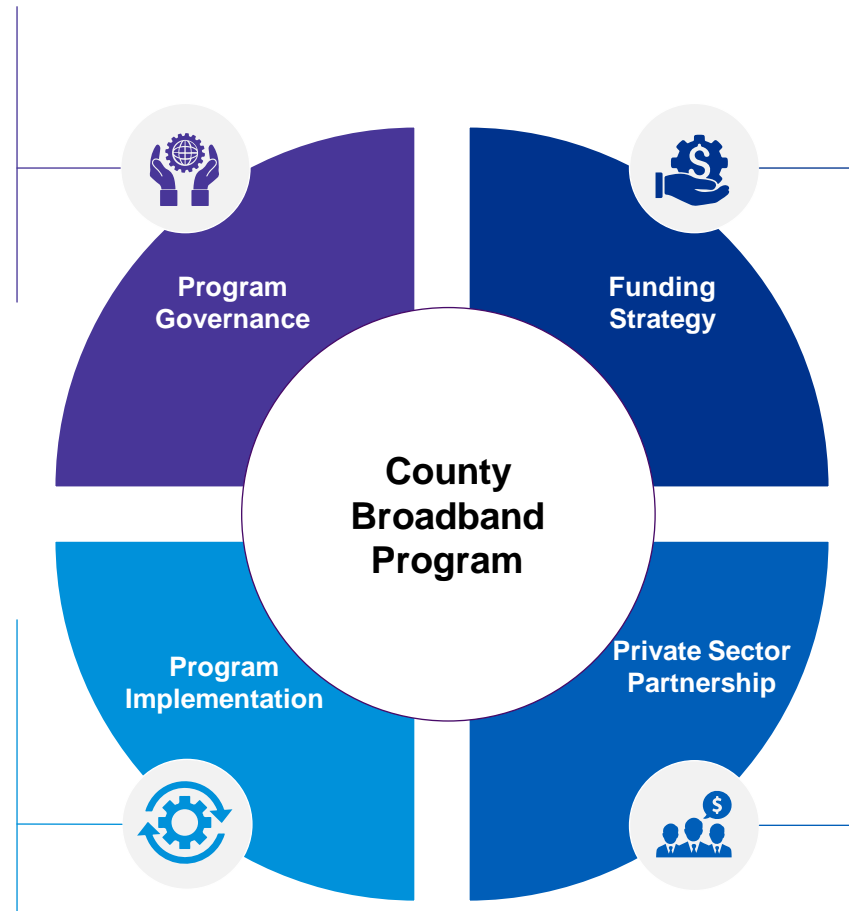 Program
Governance
Funding
Strategy
County
Broadband
Program
Program
Implementation
Private Sector
Partnership
$
$